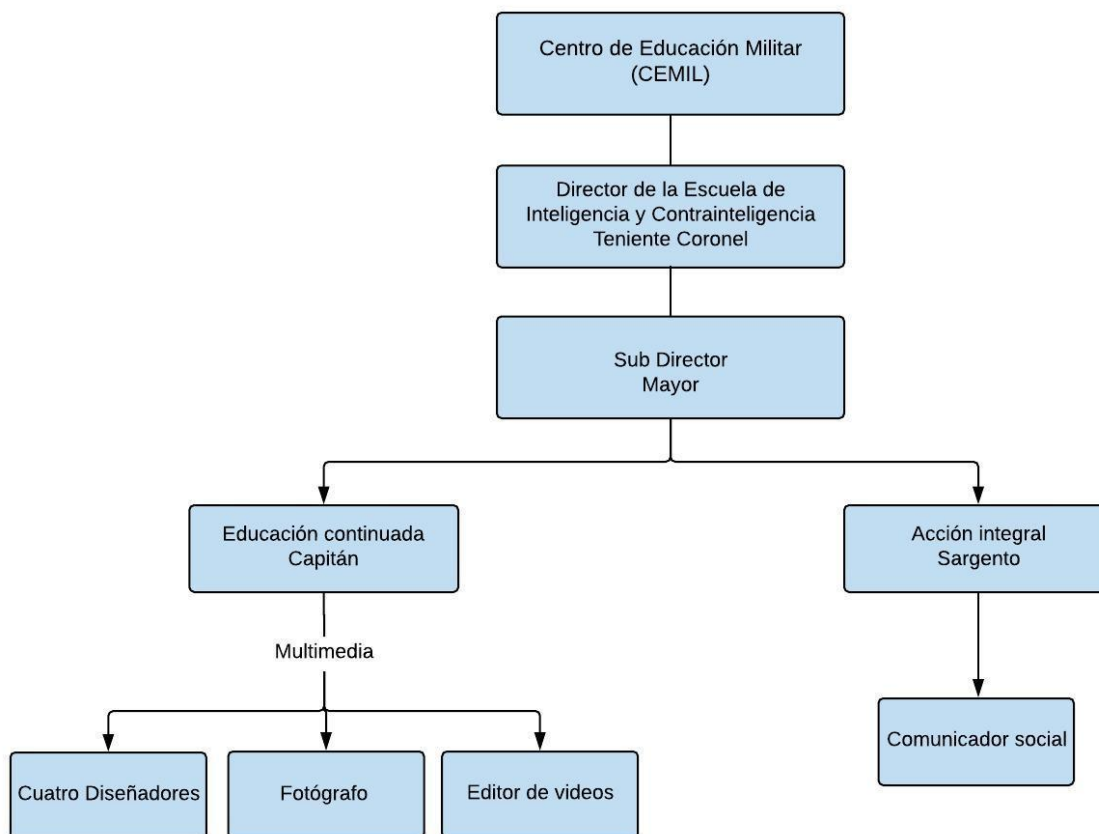 Centro de Educación Militar
(CEMIL)
Director de la Escuela de
Inteligencia y Contrainteligencia
Teniente Coronel
Sub Director
Mayor
Educación continuada
Capitán
Acción integral
Sargento
Multimedia
Comunicador social
Cuatro Diseñadores
Fotógrafo
Editor de videos